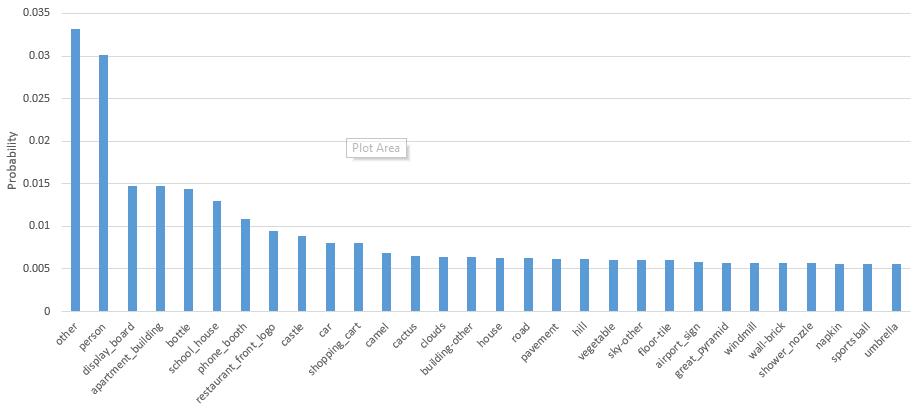 0.035
0.03
0.025
0.02
0.015
0.01
0.005
0
Probability
Plot Area
other
person
display_board
apartment_building
bottle
school_house
phone_booth
restaurant_front_logo
castle
car
shopping_cart
camel
cactus
clouds
building-other
house
road
pavement
hill
vegetable
sky-other
floor-tile
airport_sign
great_pyramid
windmill
wall-brick
shower_nozzle
napkin
sports ball
umbrella